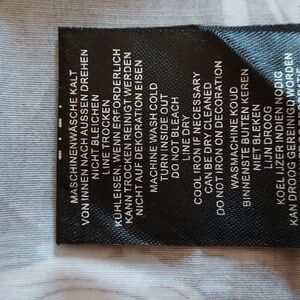 MASCHINENWÄSCHE KALT
VON INNEN NACH AUSSEN DREHEN
NICHT BLEICHEN
LINE TROCKEN
KÜHLEISEN, WENN ERFORDERLICH
KANN TROCKEN GEREINIGT WERDEN
NICHT AUF DEKORATION EISEN
MACHINE WASH COLD
TURN INSIDE OUT
DO NOT BLEACH
LINE DRY
COOL IRON IF NECESSARY
CAN BE DRY CLEANED
DO NOT IRON ON DECORATION
WASMACHINE KOUD
BINNENSTE BUITEN KEREN
NIET BLEKEN
LIJN DROOG
KOEL IJZER INDIEN NODIG
KAN DROOG GEREINIGD WORDEN